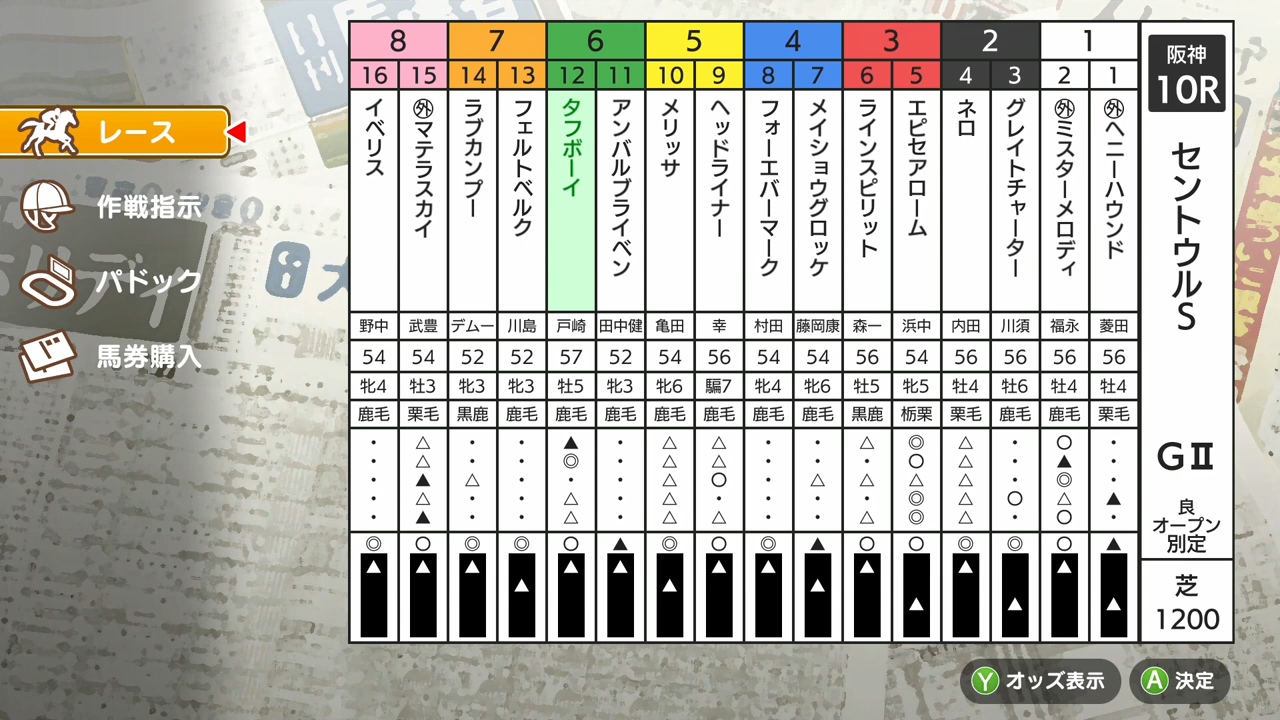 レース
作戦指示
パドック
馬券購入
阪神
10R
セントウルS
GⅡ
良
オープン
別定
芝
1200
8 7 6 5 4 3 2 1
16 15 14 13 12 11 10 9 8 7 6 5 4 3 2 1
イベリス
㊕マテラスカイ
ラブカンプー
フェルトベルク
タフボーイ
アンバルブライベン
メリッサ
ヘッドライナー
フォーエバーマーク
メイショウグロッケ
ラインスピリット
エピセアローム
ネロ
グレイトチャーター
外ミスターメロディ
外ヘニーハウンド
野中 武豊 デムー 川島 戸崎 田中健 亀田 幸 村田 藤岡康 森一 浜中 内田 川須 福永 菱田
54 54 52 52 57 52 54 56 54 54 56 54 56 56 56 56
牝4 牡3 牝3 牝3 牡5 牝3 牝6 騸7 牝4 牝6 牡5 牝5 牡4 牡6 牡4 牡4
鹿毛 栗毛 黒鹿 鹿毛 鹿毛 鹿毛 鹿毛 鹿毛 鹿毛 鹿毛 黒鹿 栃栗 栗毛 鹿毛 鹿毛 栗毛
Y オッズ表示
A 決定